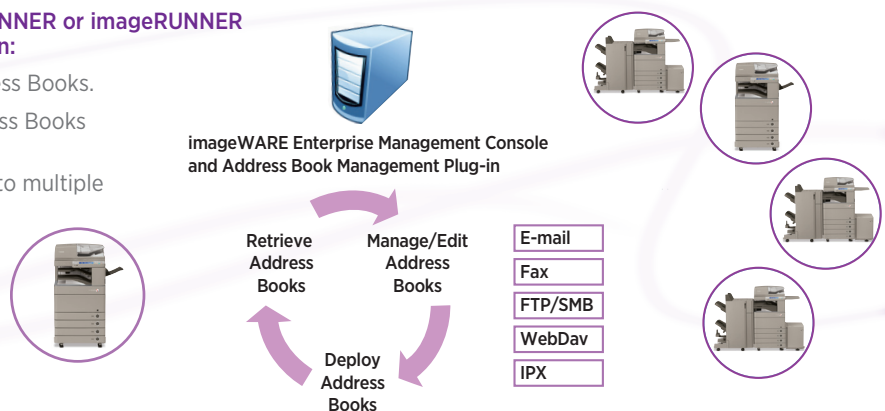 NNER or imageRUNNER
n:
ess Books.
ss Books
to multiple
imageWARE Enterprise Management Console
and Address Book Management Plug-in
Retrieve
Address
Books
Manage/Edit
Address
Books
Deploy
Address
Books
E-mail
Fax
FTP/SMB
WebDav
IPX